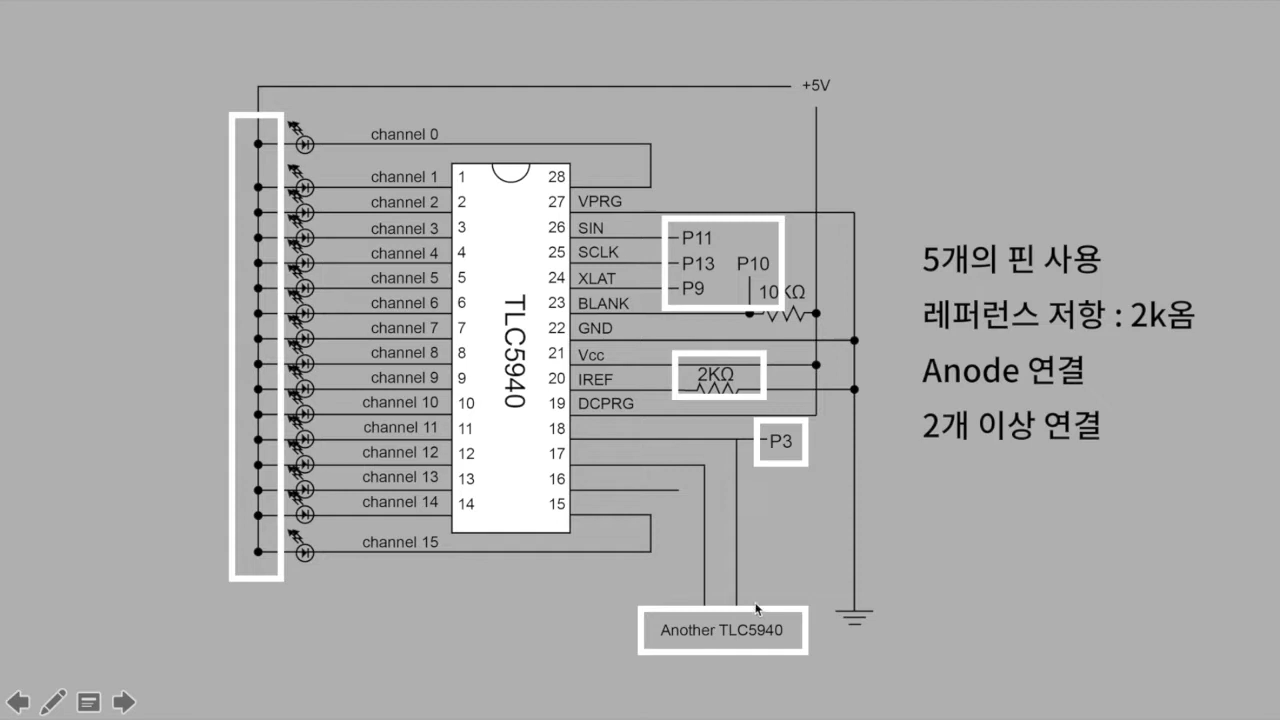 +5V
channel 0
channel 1
channel 2
channel 3
channel 4
channel 5
channel 6
channel 7
channel 8
channel 9
channel 10
channel 11
channel 12
channel 13
channel 14
channel 15
1
2
3
4
5
6
7
8
9
10
11
12
13
14
TLC5940
28
27
26
25
24
23
22
21
20
19
18
17
16
15
VPRG
SIN
SCLK
XLAT
BLANK
GND
Vcc
IREF
DCPRG
P11
P13 P10
P9
10KΩ
2KΩ
P3
Another TLC5940
5개의 핀 사용
레퍼런스 저항 : 2k옴
Anode 연결
2개 이상 연결